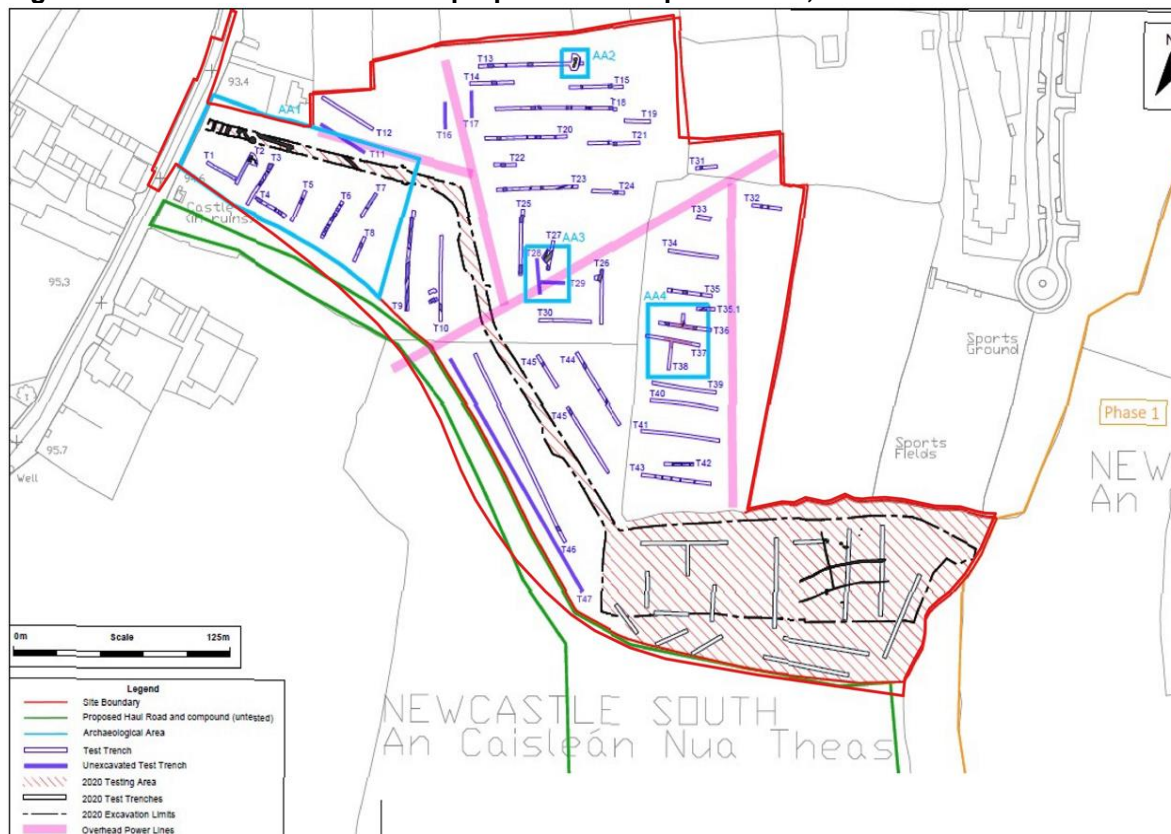 N
T13
AA2
T14
T15
93.4
T18
AA1
T12
T16
T17
T19
T11
T20
T21
T1
T2
T3
T22
T31
94.6
T4
T5
T6
T7
T23
T24
Castle
(in ruins)
T8
T25
T33
T32
T27
T34
T28
AA3
T26
T29
95.3
T9
T10
T35
AA4
T35.1
T30
T36
T37
T38
Sports
Ground
T45
T44
T39
T40
Phase 1
T45
T41
Sports
Fields
95.7
Well
T42
T43
NEW
An
T46
T47
0m Scale 125m
NEWCASTLE SOUTH
An Caisleán Nua Theas
Legend
Site Boundary
Proposed Haul Road and compound (untested)
Archaeological Area
Test Trench
Unexcavated Test Trench
2020 Testing Area
2020 Test Trenches
2020 Excavation Limits
Overhead Power Lines